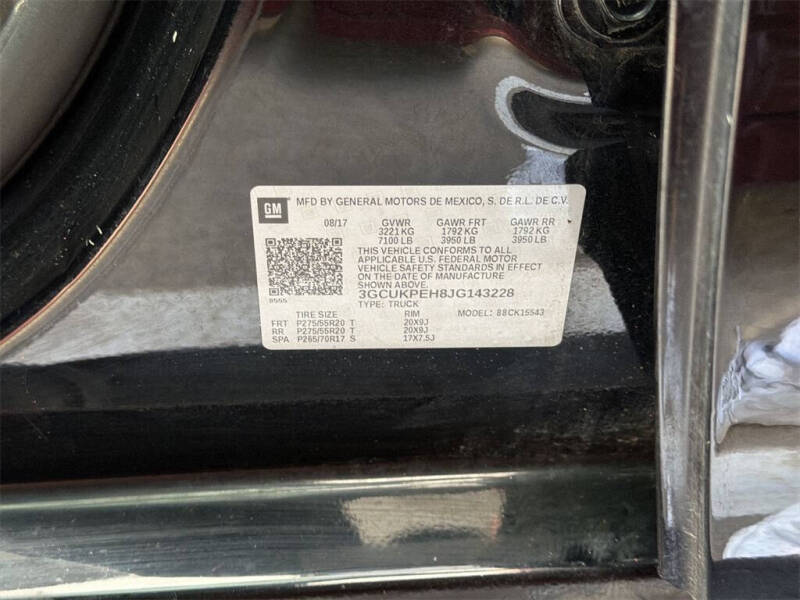 GM MFD BY GENERAL MOTORS DE MEXICO, S. DE R.L. DE C.V.
08/17 GVWR GAWR FRT GAWR RR
3221 KG 1792 KG 1792 KG
7100 LB 3950 LB 3950 LB
THIS VEHICLE CONFORMS TO ALL
APPLICABLE U.S. FEDERAL MOTOR
VEHICLE SAFETY STANDARDS IN EFFECT
ON THE DATE OF MANUFACTURE
SHOWN ABOVE.
3GCUKPEH8JG143228
TYPE: TRUCK
TIRE SIZE RIM MODEL: 88CK15543
FRT P275/55R20 T 20X9J
RR P275/55R20 T 20X9J
SPA P265/70R17 S 17X7.5J